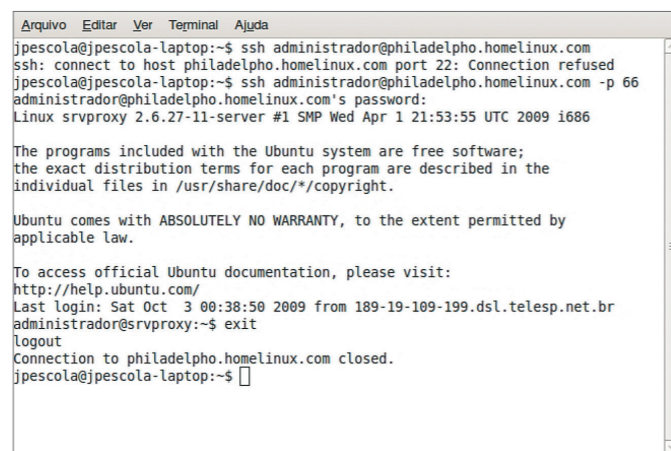 Arquivo Editar Ver Terminal Ajuda
jpescola@jpescola-laptop:~$ ssh administrador@philadelpho.homelinux.com
ssh: connect to host philadelpho.homelinux.com port 22: Connection refused
jpescola@jpescola-laptop:~$ ssh administrador@philadelpho.homelinux.com -p 66
administrador@philadelpho.homelinux.com's password:
Linux srvproxy 2.6.27-11-server #1 SMP Wed Apr 1 21:53:55 UTC 2009 i686
The programs included with the Ubuntu system are free software;
the exact distribution terms for each program are described in the
individual files in /usr/share/doc/*/copyright.
Ubuntu comes with ABSOLUTELY NO WARRANTY, to the extent permitted by
applicable law.
To access official Ubuntu documentation, please visit:
http://help.ubuntu.com/
Last login: Sat Oct  3 00:38:50 2009 from 189-19-109-199.dsl.telesp.net.br
administrador@srvproxy:~$ exit
logout
Connection to philadelpho.homelinux.com closed.
jpescola@jpescola-laptop:~$